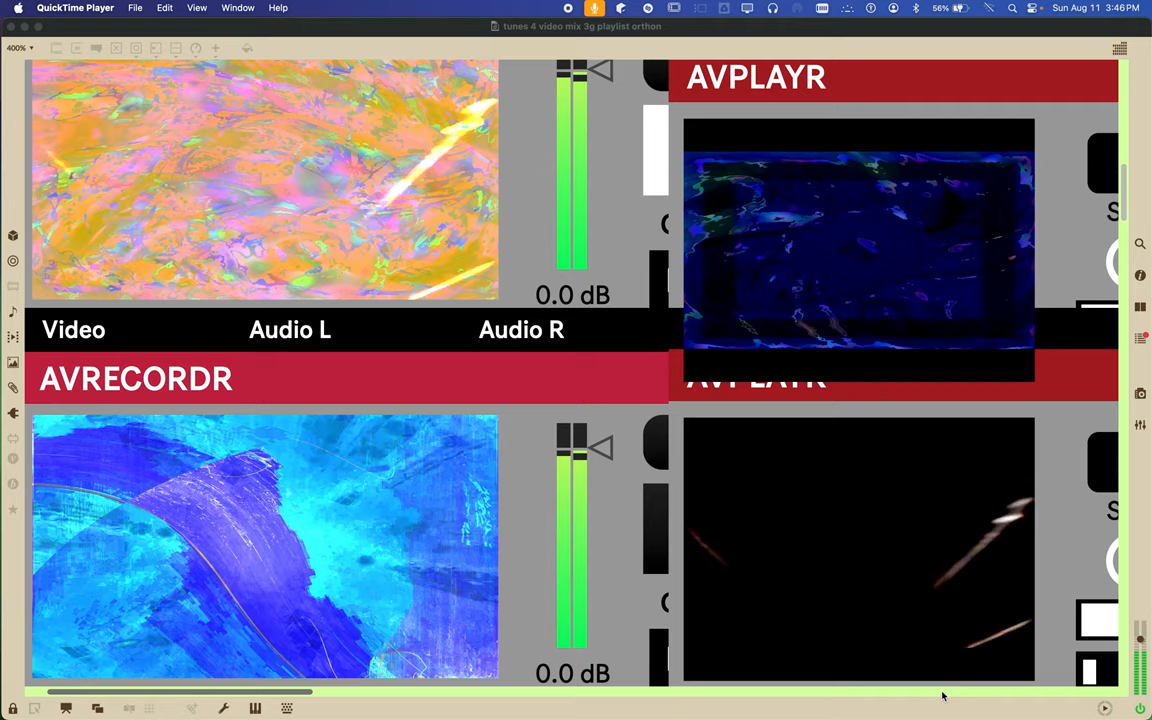 QuickTime Player File Edit View Window Help 56% Sun Aug 11 3:46 PM
tunes 4 video mix 3g playlist orthon
400%
AVPLAYR
0.0 dB
Video Audio L Audio R
AVRECORDR
0.0 dB